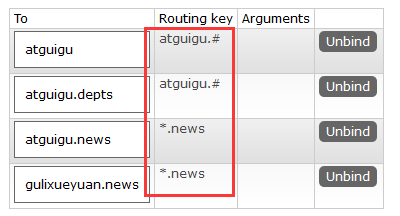 To Routing key Arguments
atguigu atguigu.# Unbind
atguigu.depts atguigu.# Unbind
atguigu.news *.news Unbind
gulixueyuan.news *.news Unbind